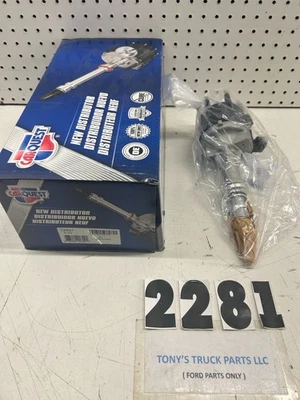 NEW DISTRIBUTOR
DISTRIBUIDOR NUEVO
DISTRIBUTEUR NEUF
CARQUEST
CARQUEST
NEW DISTRIBUTOR
DISTRIBUIDOR NUEVO
DISTRIBUTEUR NEUF
2281
TONY'S TRUCK PARTS LLC
( FORD PARTS ONLY )